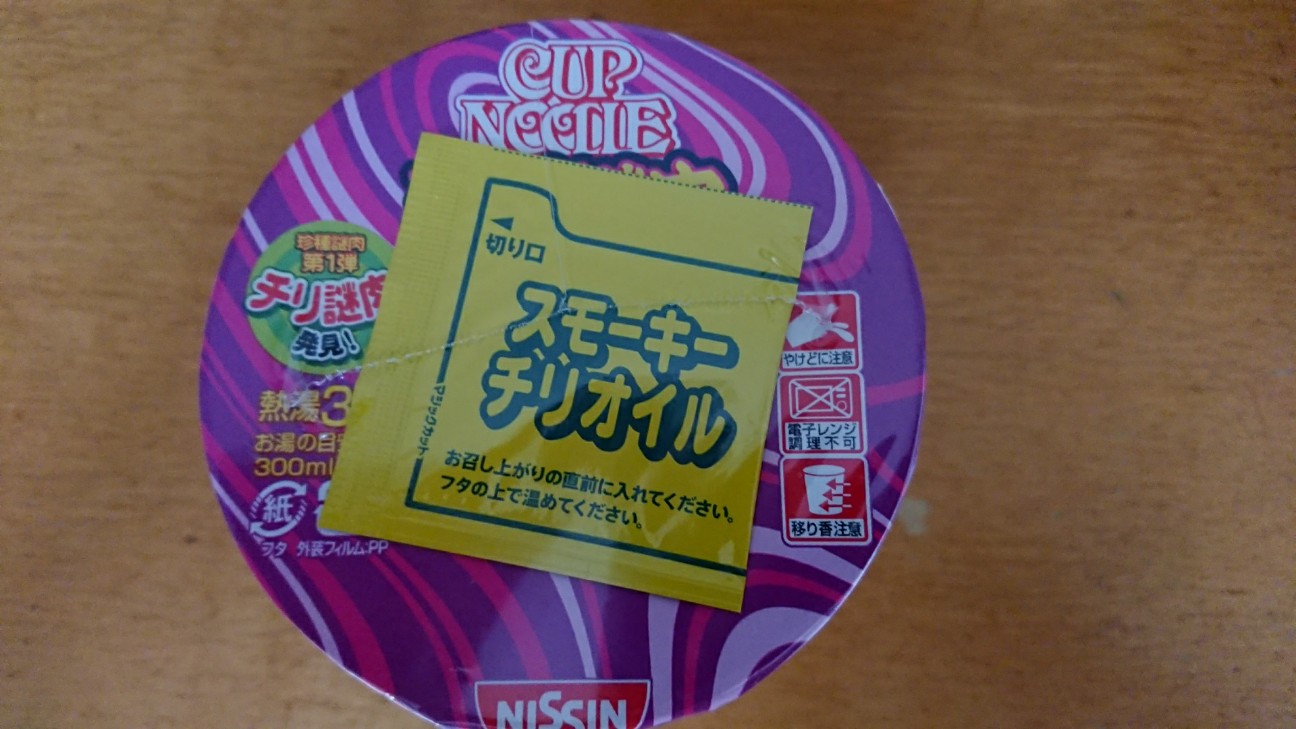 CUP
NOODLE
切り口
スモーキー
チリオイル
マジックカット
お召し上がりの直前に入れてください。
フタの上で温めてください。
珍種謎肉
第1弾
チリ謎肉
発見!
熱湯3
お湯の目安
300ml
紙
フタ 外装フィルム:PP
やけどに注意
電子レンジ
調理不可
移り香注意
NISSIN